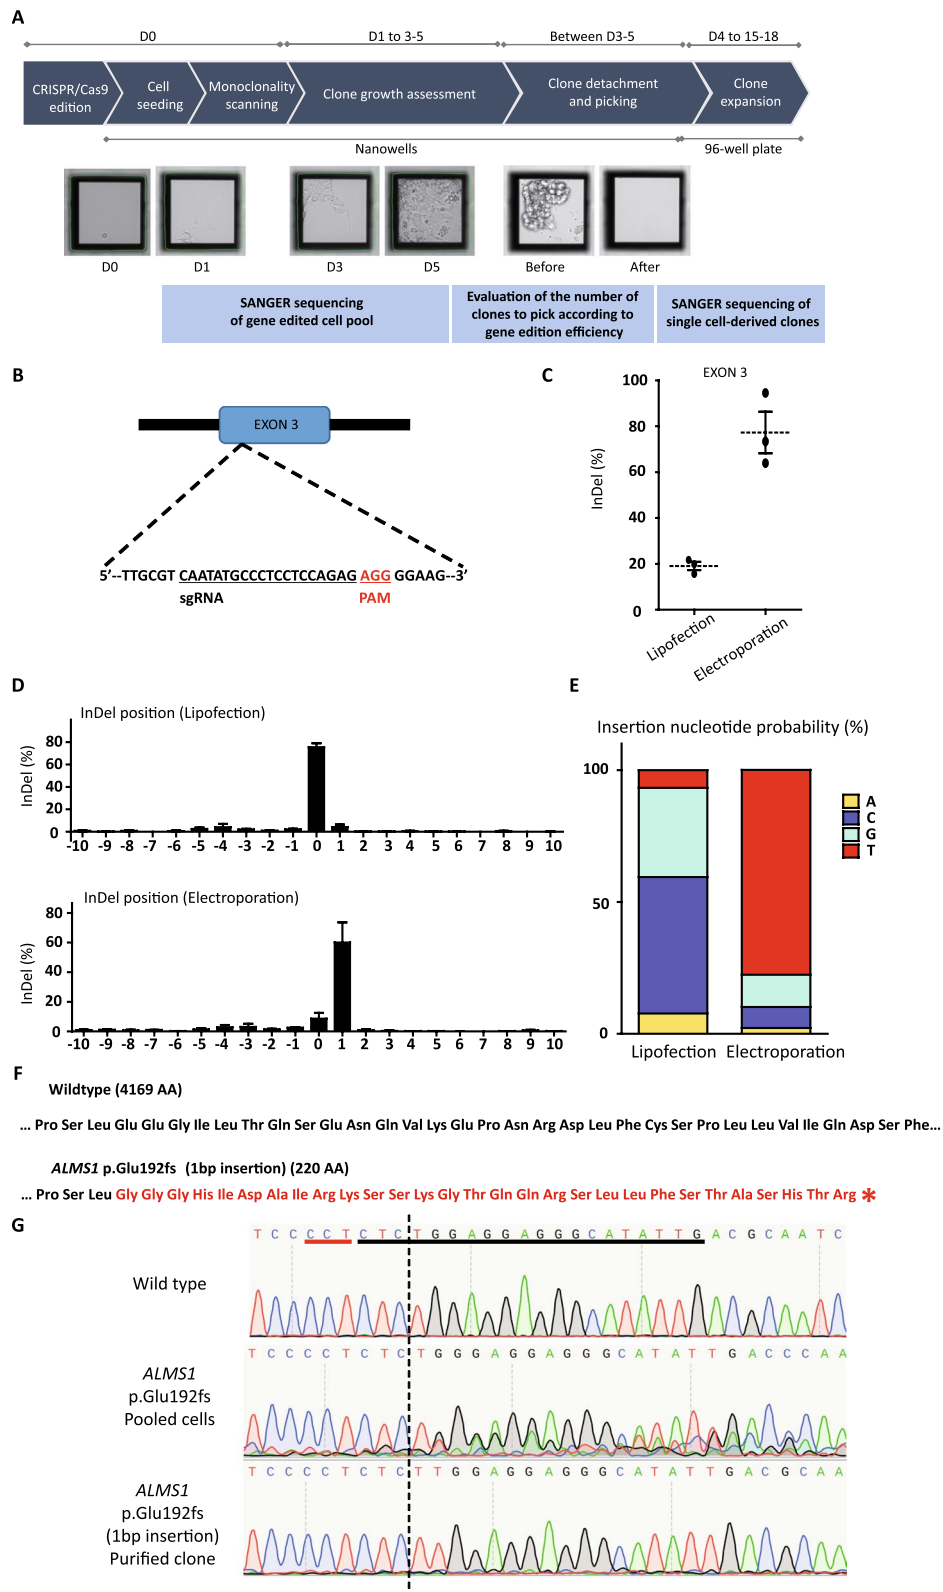 A
D0
D1 to 3-5
Between D3-5
D4 to 15-18
CRISPR/Cas9
edition
Cell
seeding
Monoclonality
scanning
Clone growth assessment
Clone detachment
and picking
Clone
expansion
Nanowells
96-well plate
D0
D1
D3
D5
Before
After
SANGER sequencing
of gene edited cell pool
Evaluation of the number of
clones to pick according to
gene edition efficiency
SANGER sequencing of
single cell-derived clones
B
EXON 3
5’--TTGCGT CAATATGCCCTCCTCCAGAG AGG GGAAG--3’
sgRNA
PAM
C
EXON 3
InDel (%)
100
80
60
40
20
0
Lipofection
Electroporation
D
InDel position (Lipofection)
InDel (%)
80
60
40
20
0
-10 -9 -8 -7 -6 -5 -4 -3 -2 -1 0 1 2 3 4 5 6 7 8 9 10
InDel position (Electroporation)
InDel (%)
80
60
40
20
0
-10 -9 -8 -7 -6 -5 -4 -3 -2 -1 0 1 2 3 4 5 6 7 8 9 10
E
Insertion nucleotide probability (%)
100
50
0
Lipofection
Electroporation
A
C
G
T
F
Wildtype (4169 AA)
... Pro Ser Leu Glu Glu Gly Ile Leu Thr Gln Ser Glu Asn Gln Val Lys Glu Pro Asn Arg Asp Leu Phe Cys Ser Pro Leu Leu Val Ile Gln Asp Ser Phe...
ALMS1 p.Glu192fs (1bp insertion) (220 AA)
... Pro Ser Leu Gly Gly Gly His Ile Asp Ala Ile Arg Lys Ser Ser Lys Gly Thr Gln Gln Arg Ser Leu Leu Phe Ser Thr Ala Ser His Thr Arg *
G
T C C C C T C T C T G G A G G A G G G C A T A T T G A C G C A A T C
Wild type
T C C C C T C T C T G G G A G G A G G G C A T A T T G A C C C A A
ALMS1
p.Glu192fs
Pooled cells
T C C C C T C T C T T G G A G G A G G G C A T A T T G A C G C A A
ALMS1
p.Glu192fs
(1bp insertion)
Purified clone